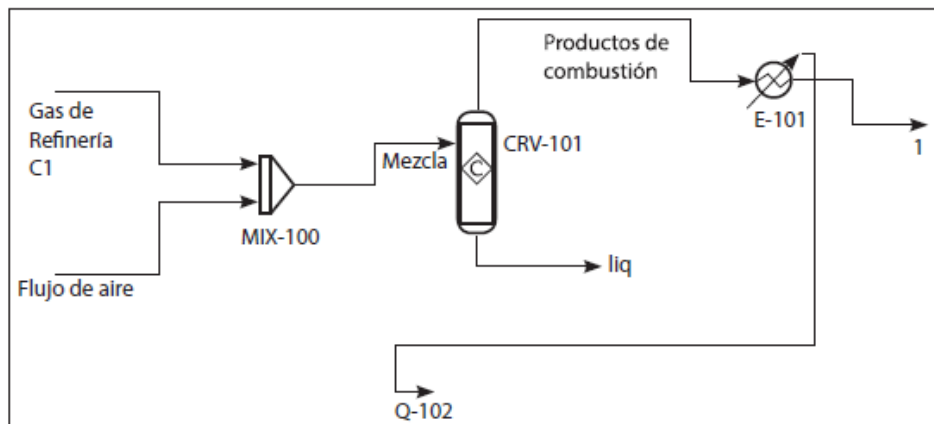 Productos de
combustión
Gas de
Refinería
C1
E-101
CRV-101
1
Mezcla
C
MIX-100
liq
Flujo de aire
Q-102